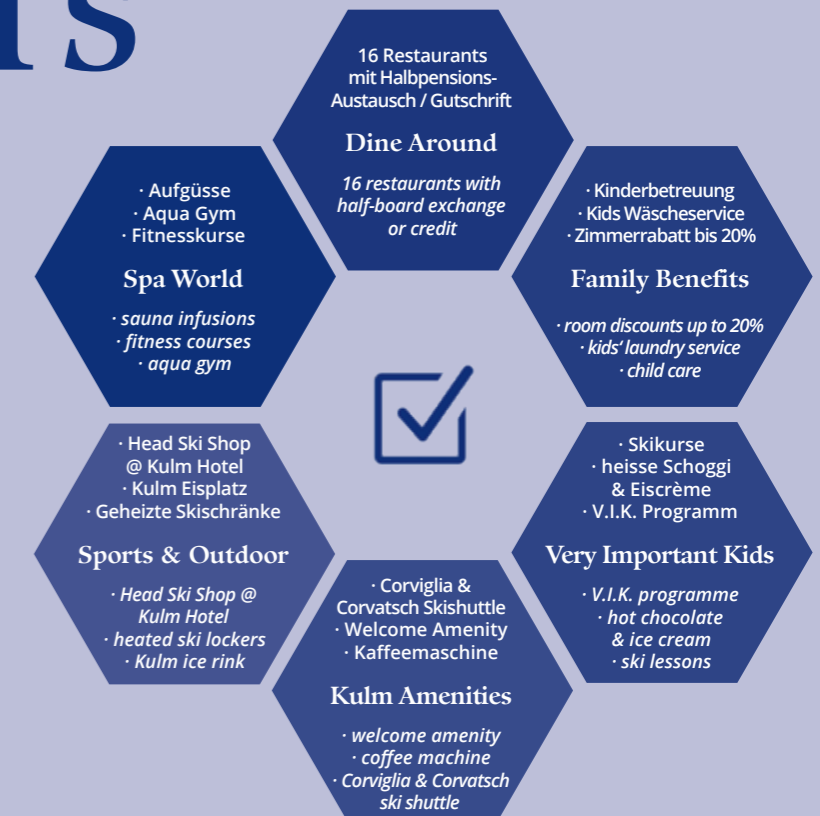 rs
16 Restaurants
mit Halbpensions-
Austausch / Gutschrift
Dine Around
16 restaurants with
half-board exchange
or credit
· Aufgüsse
· Aqua Gym
· Fitnesskurse
Spa World
· sauna infusions
· fitness courses
· aqua gym
· Kinderbetreuung
· Kids Wäscheservice
· Zimmerrabatt bis 20%
Family Benefits
· room discounts up to 20%
· kids‘ laundry service
· child care
· Head Ski Shop
@ Kulm Hotel
· Kulm Eisplatz
· Geheizte Skischränke
Sports & Outdoor
· Head Ski Shop @
Kulm Hotel
· heated ski lockers
· Kulm ice rink
· Skikurse
· heisse Schoggi
& Eiscrème
· V.I.K. Programm
Very Important Kids
· V.I.K. programme
· hot chocolate
& ice cream
· ski lessons
· Corviglia &
Corvatsch Skishuttle
· Welcome Amenity
· Kaffeemaschine
Kulm Amenities
· welcome amenity
· coffee machine
· Corviglia & Corvatsch
ski shuttle